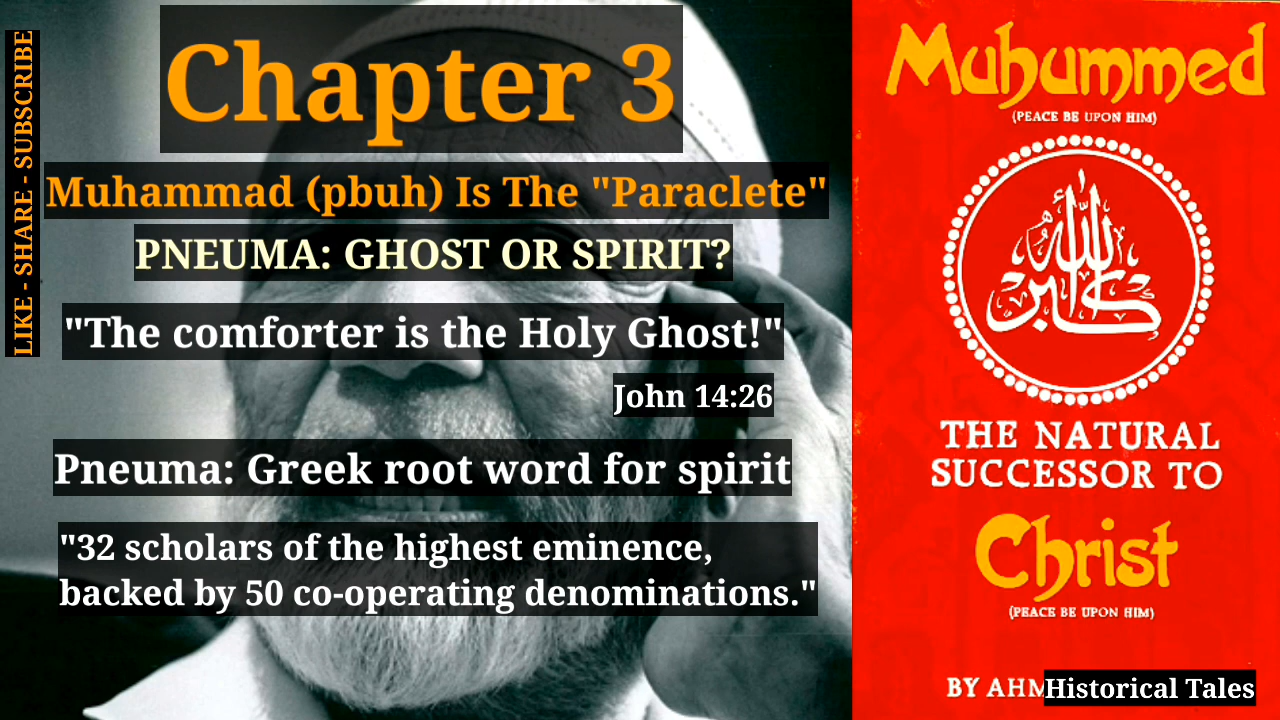 LIKE - SHARE - SUBSCRIBE
Chapter 3
Muhammad (pbuh) Is The "Paraclete"
PNEUMA: GHOST OR SPIRIT?
"The comforter is the Holy Ghost!"
John 14:26
Pneuma: Greek root word for spirit
"32 scholars of the highest eminence,
backed by 50 co-operating denominations."
Muhummed
(PEACE BE UPON HIM)
الله أكبر
THE NATURAL
SUCCESSOR TO
Christ
(PEACE BE UPON HIM)
BY AHM
Historical Tales